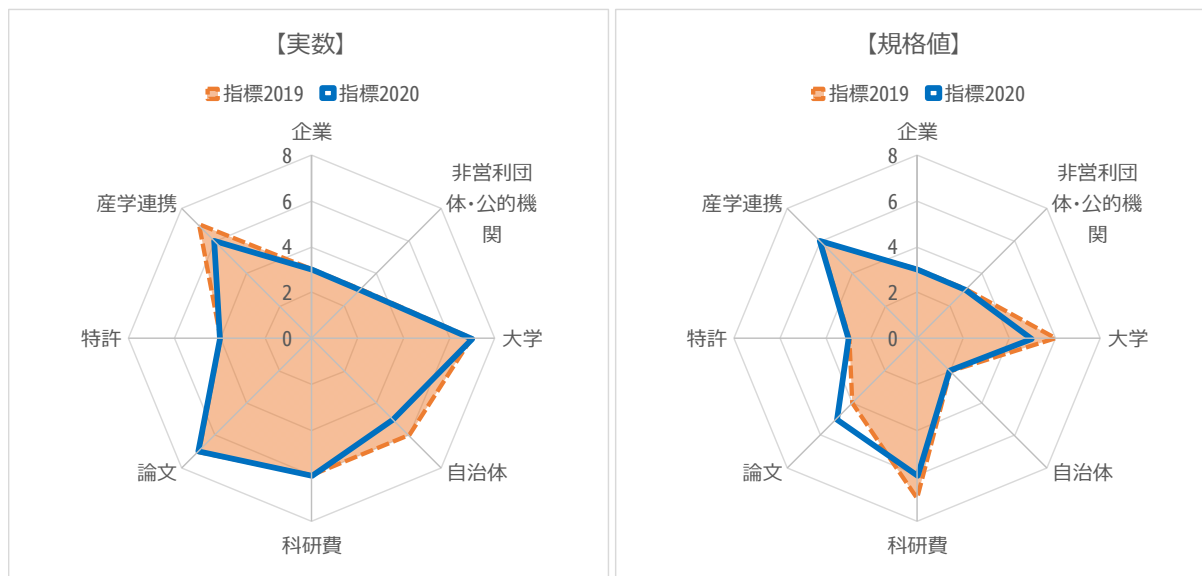 【実数】
指標2019 指標2020
企業
非営利団
体・公的機
関
大学
自治体
科研費
論文
特許
産学連携
8
6
4
2
0
【規格値】
指標2019 指標2020
企業
非営利団
体・公的機
関
大学
自治体
科研費
論文
特許
産学連携
8
6
4
2
0